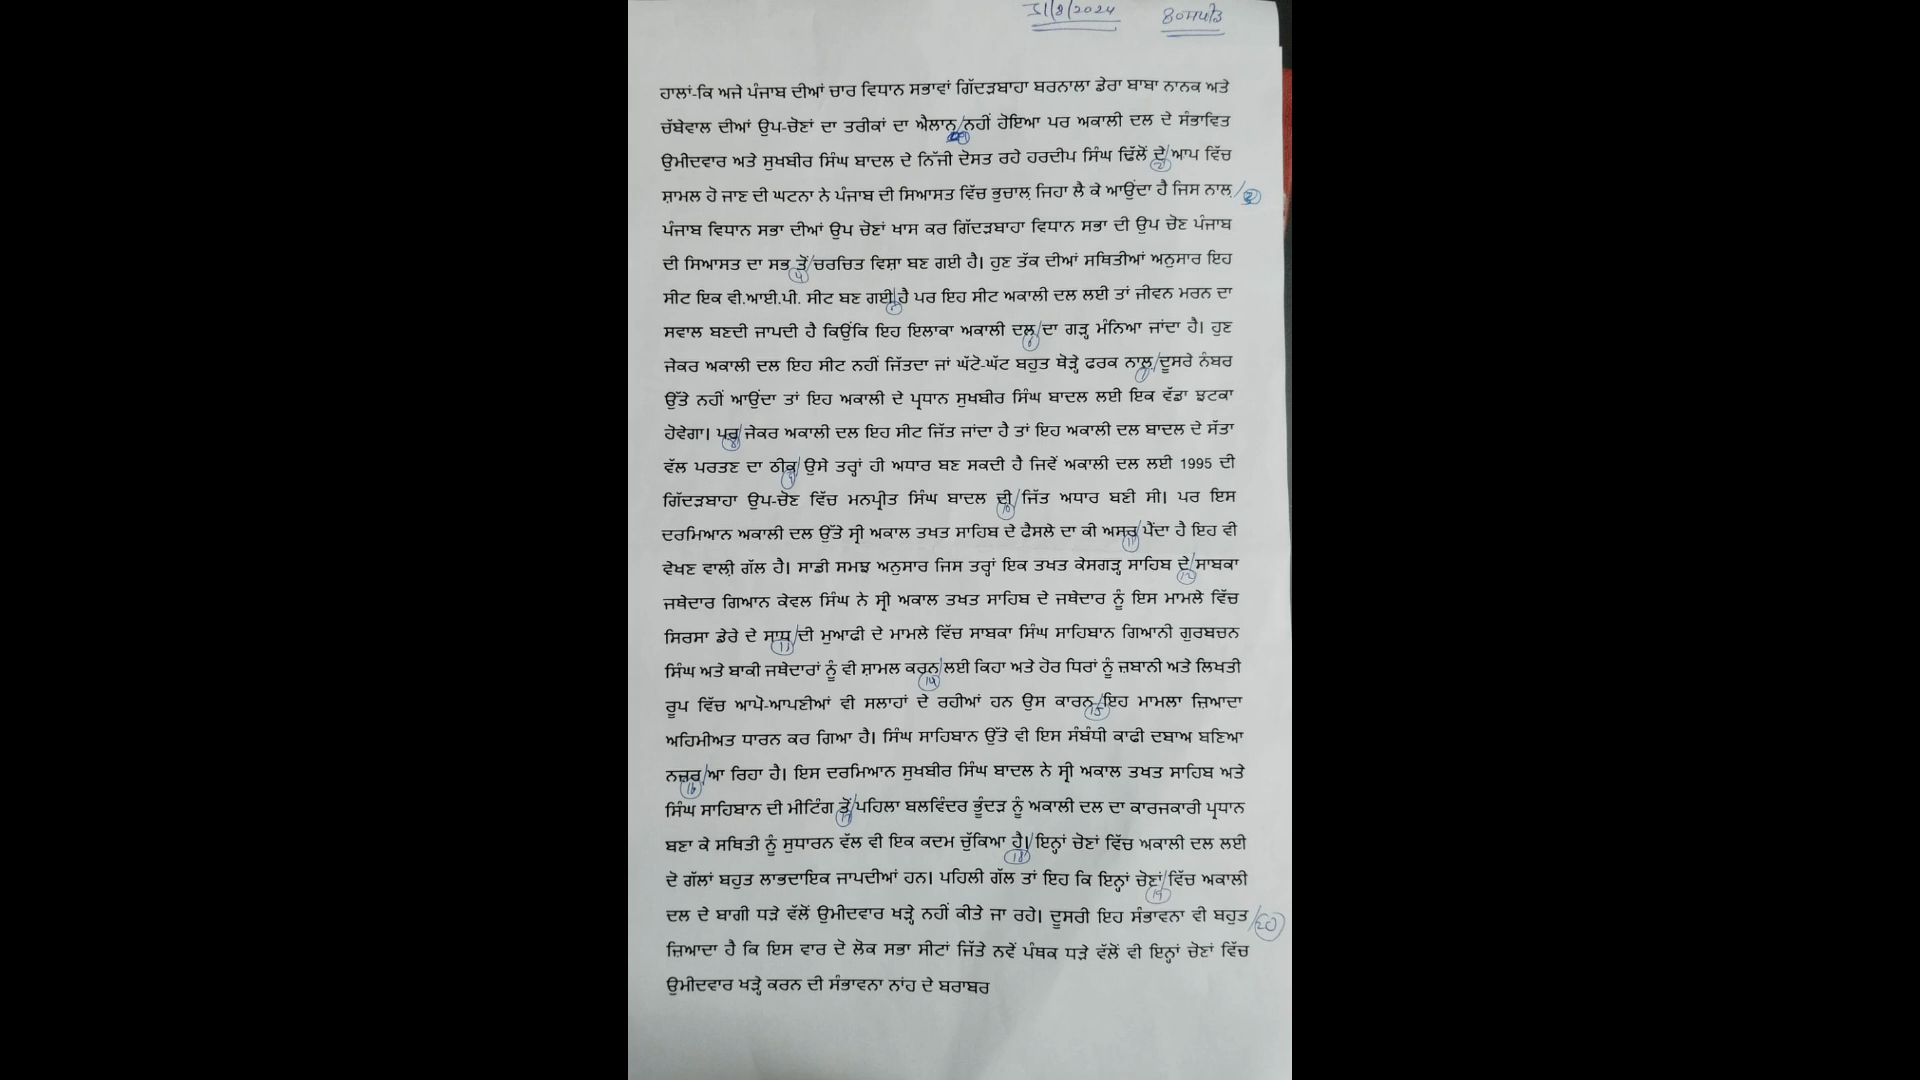 31/8/2024 80ਸਪੀਡ
ਹਾਲਾਂ-ਕਿ ਅਜੇ ਪੰਜਾਬ ਦੀਆਂ ਚਾਰ ਵਿਧਾਨ ਸਭਾਵਾਂ ਗਿੱਦੜਬਾਹਾ ਬਰਨਾਲਾ ਡੇਰਾ ਬਾਬਾ ਨਾਨਕ ਅਤੇ
ਚੱਬੇਵਾਲ ਦੀਆਂ ਉਪ-ਚੋਣਾਂ ਦਾ ਤਰੀਕਾਂ ਦਾ ਐਲਾਨ/ਨਹੀਂ ਹੋਇਆ ਪਰ ਅਕਾਲੀ ਦਲ ਦੇ ਸੰਭਾਵਿਤ
ਉਮੀਦਵਾਰ ਅਤੇ ਸੁਖਬੀਰ ਸਿੰਘ ਬਾਦਲ ਦੇ ਨਿੱਜੀ ਦੋਸਤ ਰਹੇ ਹਰਦੀਪ ਸਿੰਘ ਢਿੱਲੋਂ ਦੇ/ਆਪ ਵਿੱਚ
ਸ਼ਾਮਲ ਹੋ ਜਾਣ ਦੀ ਘਟਨਾ ਨੇ ਪੰਜਾਬ ਦੀ ਸਿਆਸਤ ਵਿੱਚ ਭੁਚਾਲ਼ ਜਿਹਾ ਲੈ ਕੇ ਆਉਂਦਾ ਹੈ ਜਿਸ ਨਾਲ਼/
ਪੰਜਾਬ ਵਿਧਾਨ ਸਭਾ ਦੀਆਂ ਉਪ ਚੋਣਾਂ ਖਾਸ ਕਰ ਗਿੱਦੜਬਾਹਾ ਵਿਧਾਨ ਸਭਾ ਦੀ ਉਪ ਚੋਣ ਪੰਜਾਬ
ਦੀ ਸਿਆਸਤ ਦਾ ਸਭ ਤੋਂ/ਚਰਚਿਤ ਵਿਸ਼ਾ ਬਣ ਗਈ ਹੈ। ਹੁਣ ਤੱਕ ਦੀਆਂ ਸਥਿਤੀਆਂ ਅਨੁਸਾਰ ਇਹ
ਸੀਟ ਇਕ ਵੀ.ਆਈ.ਪੀ. ਸੀਟ ਬਣ ਗਈ/ਹੈ ਪਰ ਇਹ ਸੀਟ ਅਕਾਲੀ ਦਲ ਲਈ ਤਾਂ ਜੀਵਨ ਮਰਨ ਦਾ
ਸਵਾਲ ਬਣਦੀ ਜਾਪਦੀ ਹੈ ਕਿਉਂਕਿ ਇਹ ਇਲਾਕਾ ਅਕਾਲੀ ਦਲ/ਦਾ ਗੜ੍ਹ ਮੰਨਿਆ ਜਾਂਦਾ ਹੈ। ਹੁਣ
ਜੇਕਰ ਅਕਾਲੀ ਦਲ ਇਹ ਸੀਟ ਨਹੀਂ ਜਿੱਤਦਾ ਜਾਂ ਘੱਟੋ-ਘੱਟ ਬਹੁਤ ਥੋੜ੍ਹੇ ਫਰਕ ਨਾਲ਼/ਦੂਸਰੇ ਨੰਬਰ
ਉੱਤੇ ਨਹੀਂ ਆਉਂਦਾ ਤਾਂ ਇਹ ਅਕਾਲੀ ਦੇ ਪ੍ਰਧਾਨ ਸੁਖਬੀਰ ਸਿੰਘ ਬਾਦਲ ਲਈ ਇਕ ਵੱਡਾ ਝਟਕਾ
ਹੋਵੇਗਾ। ਪਰ/ਜੇਕਰ ਅਕਾਲੀ ਦਲ ਇਹ ਸੀਟ ਜਿੱਤ ਜਾਂਦਾ ਹੈ ਤਾਂ ਇਹ ਅਕਾਲੀ ਦਲ ਬਾਦਲ ਦੇ ਸੱਤਾ
ਵੱਲ ਪਰਤਣ ਦਾ ਠੀਕ/ਉਸੇ ਤਰ੍ਹਾਂ ਹੀ ਅਧਾਰ ਬਣ ਸਕਦੀ ਹੈ ਜਿਵੇਂ ਅਕਾਲੀ ਦਲ ਲਈ 1995 ਦੀ
ਗਿੱਦੜਬਾਹਾ ਉਪ-ਚੋਣ ਵਿੱਚ ਮਨਪ੍ਰੀਤ ਸਿੰਘ ਬਾਦਲ ਦੀ/ਜਿੱਤ ਅਧਾਰ ਬਣੀ ਸੀ। ਪਰ ਇਸ
ਦਰਮਿਆਨ ਅਕਾਲੀ ਦਲ ਉੱਤੇ ਸ੍ਰੀ ਅਕਾਲ ਤਖਤ ਸਾਹਿਬ ਦੇ ਫੈਸਲੇ ਦਾ ਕੀ ਅਸਰ/ਪੈਂਦਾ ਹੈ ਇਹ ਵੀ
ਵੇਖਣ ਵਾਲ਼ੀ ਗੱਲ ਹੈ। ਸਾਡੀ ਸਮਝ ਅਨੁਸਾਰ ਜਿਸ ਤਰ੍ਹਾਂ ਇਕ ਤਖਤ ਕੇਸਗੜ੍ਹ ਸਾਹਿਬ ਦੇ/ਸਾਬਕਾ
ਜਥੇਦਾਰ ਗਿਆਨ ਕੇਵਲ ਸਿੰਘ ਨੇ ਸ੍ਰੀ ਅਕਾਲ ਤਖਤ ਸਾਹਿਬ ਦੇ ਜਥੇਦਾਰ ਨੂੰ ਇਸ ਮਾਮਲੇ ਵਿੱਚ
ਸਿਰਸਾ ਡੇਰੇ ਦੇ ਸਾਧ/ਦੀ ਮੁਆਫੀ ਦੇ ਮਾਮਲੇ ਵਿੱਚ ਸਾਬਕਾ ਸਿੰਘ ਸਾਹਿਬਾਨ ਗਿਆਨੀ ਗੁਰਬਚਨ
ਸਿੰਘ ਅਤੇ ਬਾਕੀ ਜਥੇਦਾਰਾਂ ਨੂੰ ਵੀ ਸ਼ਾਮਲ ਕਰਨ/ਲਈ ਕਿਹਾ ਅਤੇ ਹੋਰ ਧਿਰਾਂ ਨੂੰ ਜ਼ਬਾਨੀ ਅਤੇ ਲਿਖਤੀ
ਰੂਪ ਵਿੱਚ ਆਪੋ-ਆਪਣੀਆਂ ਵੀ ਸਲਾਹਾਂ ਦੇ ਰਹੀਆਂ ਹਨ ਉਸ ਕਾਰਨ/ਇਹ ਮਾਮਲਾ ਜ਼ਿਆਦਾ
ਅਹਿਮੀਅਤ ਧਾਰਨ ਕਰ ਗਿਆ ਹੈ। ਸਿੰਘ ਸਾਹਿਬਾਨ ਉੱਤੇ ਵੀ ਇਸ ਸੰਬੰਧੀ ਕਾਫੀ ਦਬਾਅ ਬਣਿਆ
ਨਜ਼ਰ/ਆ ਰਿਹਾ ਹੈ। ਇਸ ਦਰਮਿਆਨ ਸੁਖਬੀਰ ਸਿੰਘ ਬਾਦਲ ਨੇ ਸ੍ਰੀ ਅਕਾਲ ਤਖਤ ਸਾਹਿਬ ਅਤੇ
ਸਿੰਘ ਸਾਹਿਬਾਨ ਦੀ ਮੀਟਿੰਗ ਤੋਂ/ਪਹਿਲਾ ਬਲਵਿੰਦਰ ਭੂੰਦੜ ਨੂੰ ਅਕਾਲੀ ਦਲ ਦਾ ਕਾਰਜਕਾਰੀ ਪ੍ਰਧਾਨ
ਬਣਾ ਕੇ ਸਥਿਤੀ ਨੂੰ ਸੁਧਾਰਨ ਵੱਲ ਵੀ ਇਕ ਕਦਮ ਚੁੱਕਿਆ ਹੈ।/ਇਨ੍ਹਾਂ ਚੋਣਾਂ ਵਿੱਚ ਅਕਾਲੀ ਦਲ ਲਈ
ਦੋ ਗੱਲਾਂ ਬਹੁਤ ਲਾਭਦਾਇਕ ਜਾਪਦੀਆਂ ਹਨ। ਪਹਿਲੀ ਗੱਲ ਤਾਂ ਇਹ ਕਿ ਇਨ੍ਹਾਂ ਚੋਣਾਂ/ਵਿੱਚ ਅਕਾਲੀ
ਦਲ ਦੇ ਬਾਗੀ ਧੜੇ ਵੱਲੋਂ ਉਮੀਦਵਾਰ ਖੜ੍ਹੇ ਨਹੀਂ ਕੀਤੇ ਜਾ ਰਹੇ। ਦੂਸਰੀ ਇਹ ਸੰਭਾਵਨਾ ਵੀ ਬਹੁਤ/20
ਜ਼ਿਆਦਾ ਹੈ ਕਿ ਇਸ ਵਾਰ ਦੋ ਲੋਕ ਸਭਾ ਸੀਟਾਂ ਜਿੱਤੇ ਨਵੇਂ ਪੰਥਕ ਧੜੇ ਵੱਲੋਂ ਵੀ ਇਨ੍ਹਾਂ ਚੋਣਾਂ ਵਿੱਚ
ਉਮੀਦਵਾਰ ਖੜ੍ਹੇ ਕਰਨ ਦੀ ਸੰਭਾਵਨਾ ਨਾਂਹ ਦੇ ਬਰਾਬਰ